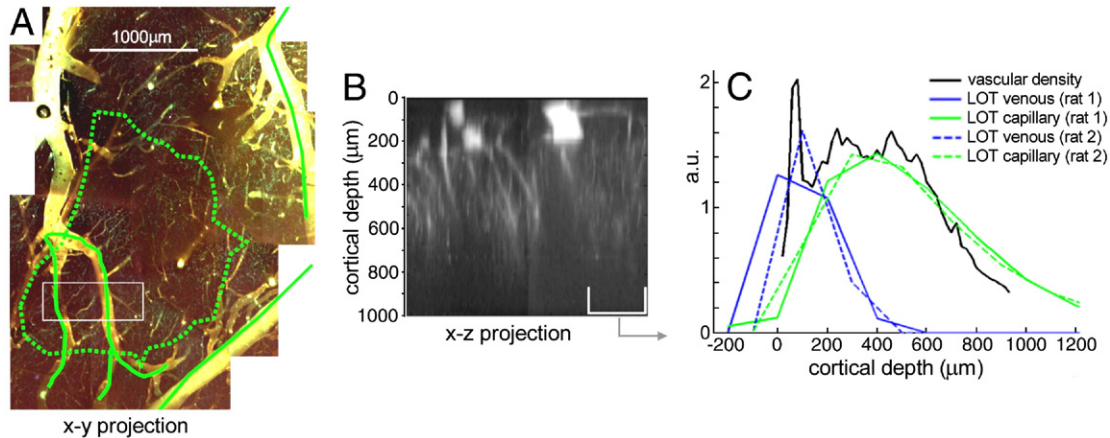 A
1000μm
x-y projection
B
cortical depth (μm)
0
200
400
600
800
1000
x-z projection
C
a.u.
2
1
0
-200 0 200 400 600 800 1000 1200
cortical depth (μm)
vascular density
LOT venous (rat 1)
LOT capillary (rat 1)
LOT venous (rat 2)
LOT capillary (rat 2)